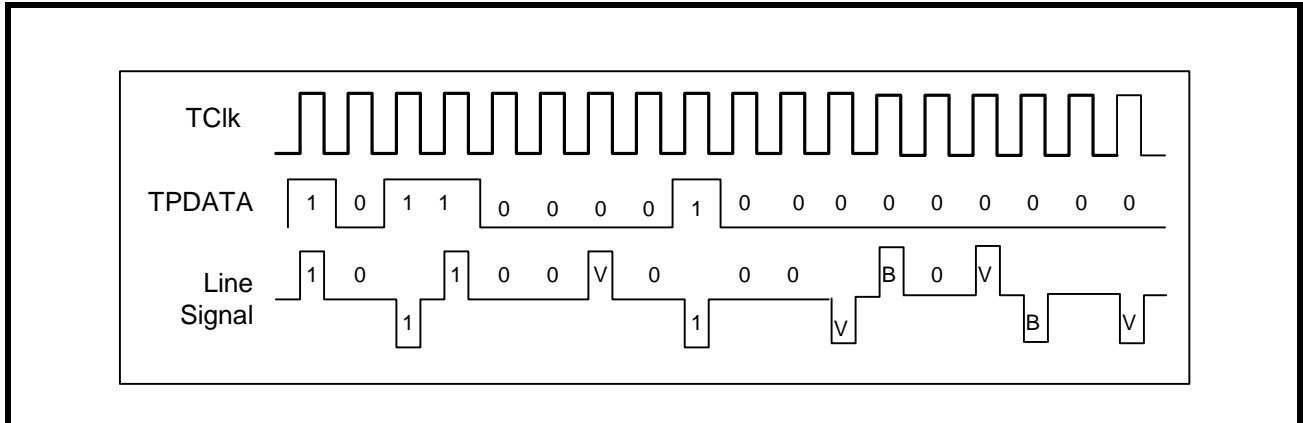 TClk
TPDATA 1 0 1 1 0 0 0 0 1 0 0 0 0 0 0 0 0 0
Line Signal 1 0 1 1 0 0 V 0 1 0 0 V B 0 V B V